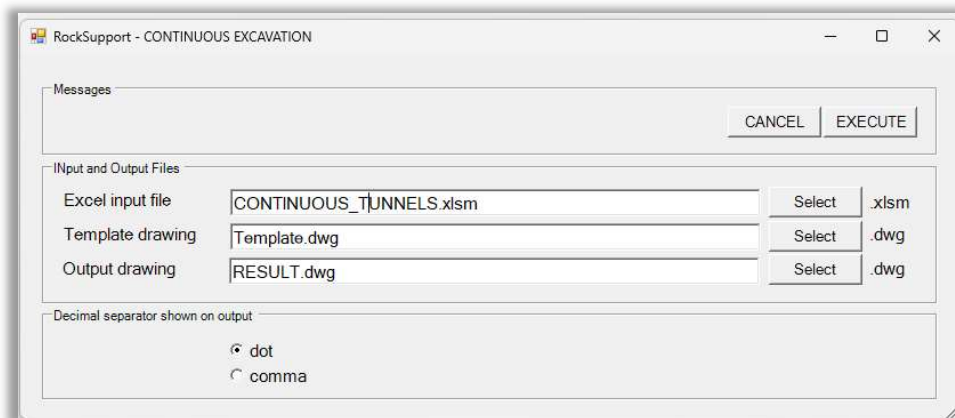 RockSupport - CONTINUOUS EXCAVATION
Messages
CANCEL EXECUTE
INput and Output Files
Excel input file CONTINUOUS_TUNNELS.xlsm Select .xlsm
Template drawing Template.dwg Select .dwg
Output drawing RESULT.dwg Select .dwg
Decimal separator shown on output
dot
comma